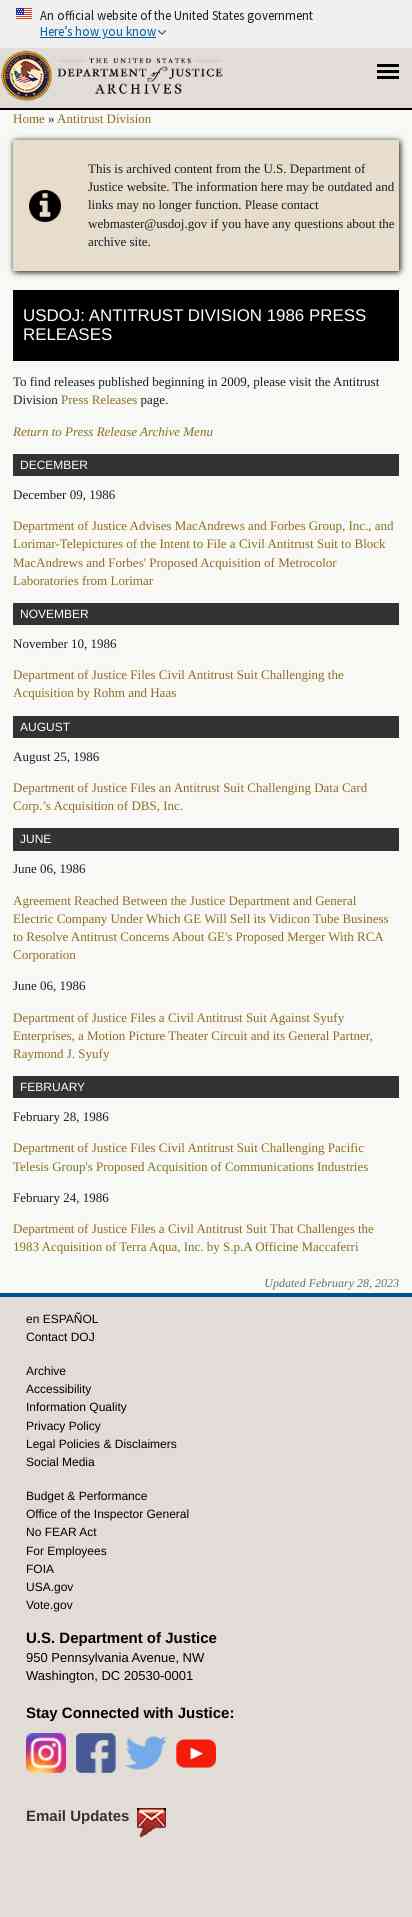 An official website of the United States government
Here's how you know
THE UNITED STATES
DEPARTMENT of JUSTICE
ARCHIVES
Home » Antitrust Division
This is archived content from the U.S. Department of
Justice website. The information here may be outdated and
links may no longer function. Please contact
webmaster@usdoj.gov if you have any questions about the
archive site.
USDOJ: ANTITRUST DIVISION 1986 PRESS
RELEASES
To find releases published beginning in 2009, please visit the Antitrust
Division Press Releases page.
Return to Press Release Archive Menu
DECEMBER
December 09, 1986
Department of Justice Advises MacAndrews and Forbes Group, Inc., and
Lorimar-Telepictures of the Intent to File a Civil Antitrust Suit to Block
MacAndrews and Forbes' Proposed Acquisition of Metrocolor
Laboratories from Lorimar
NOVEMBER
November 10, 1986
Department of Justice Files Civil Antitrust Suit Challenging the
Acquisition by Rohm and Haas
AUGUST
August 25, 1986
Department of Justice Files an Antitrust Suit Challenging Data Card
Corp.'s Acquisition of DBS, Inc.
JUNE
June 06, 1986
Agreement Reached Between the Justice Department and General
Electric Company Under Which GE Will Sell its Vidicon Tube Business
to Resolve Antitrust Concerns About GE's Proposed Merger With RCA
Corporation
June 06, 1986
Department of Justice Files a Civil Antitrust Suit Against Syufy
Enterprises, a Motion Picture Theater Circuit and its General Partner,
Raymond J. Syufy
FEBRUARY
February 28, 1986
Department of Justice Files Civil Antitrust Suit Challenging Pacific
Telesis Group's Proposed Acquisition of Communications Industries
February 24, 1986
Department of Justice Files a Civil Antitrust Suit That Challenges the
1983 Acquisition of Terra Aqua, Inc. by S.p.A Officine Maccaferri
Updated February 28, 2023
en ESPAÑOL
Contact DOJ
Archive
Accessibility
Information Quality
Privacy Policy
Legal Policies & Disclaimers
Social Media
Budget & Performance
Office of the Inspector General
No FEAR Act
For Employees
FOIA
USA.gov
Vote.gov
U.S. Department of Justice
950 Pennsylvania Avenue, NW
Washington, DC 20530-0001
Stay Connected with Justice:
Email Updates